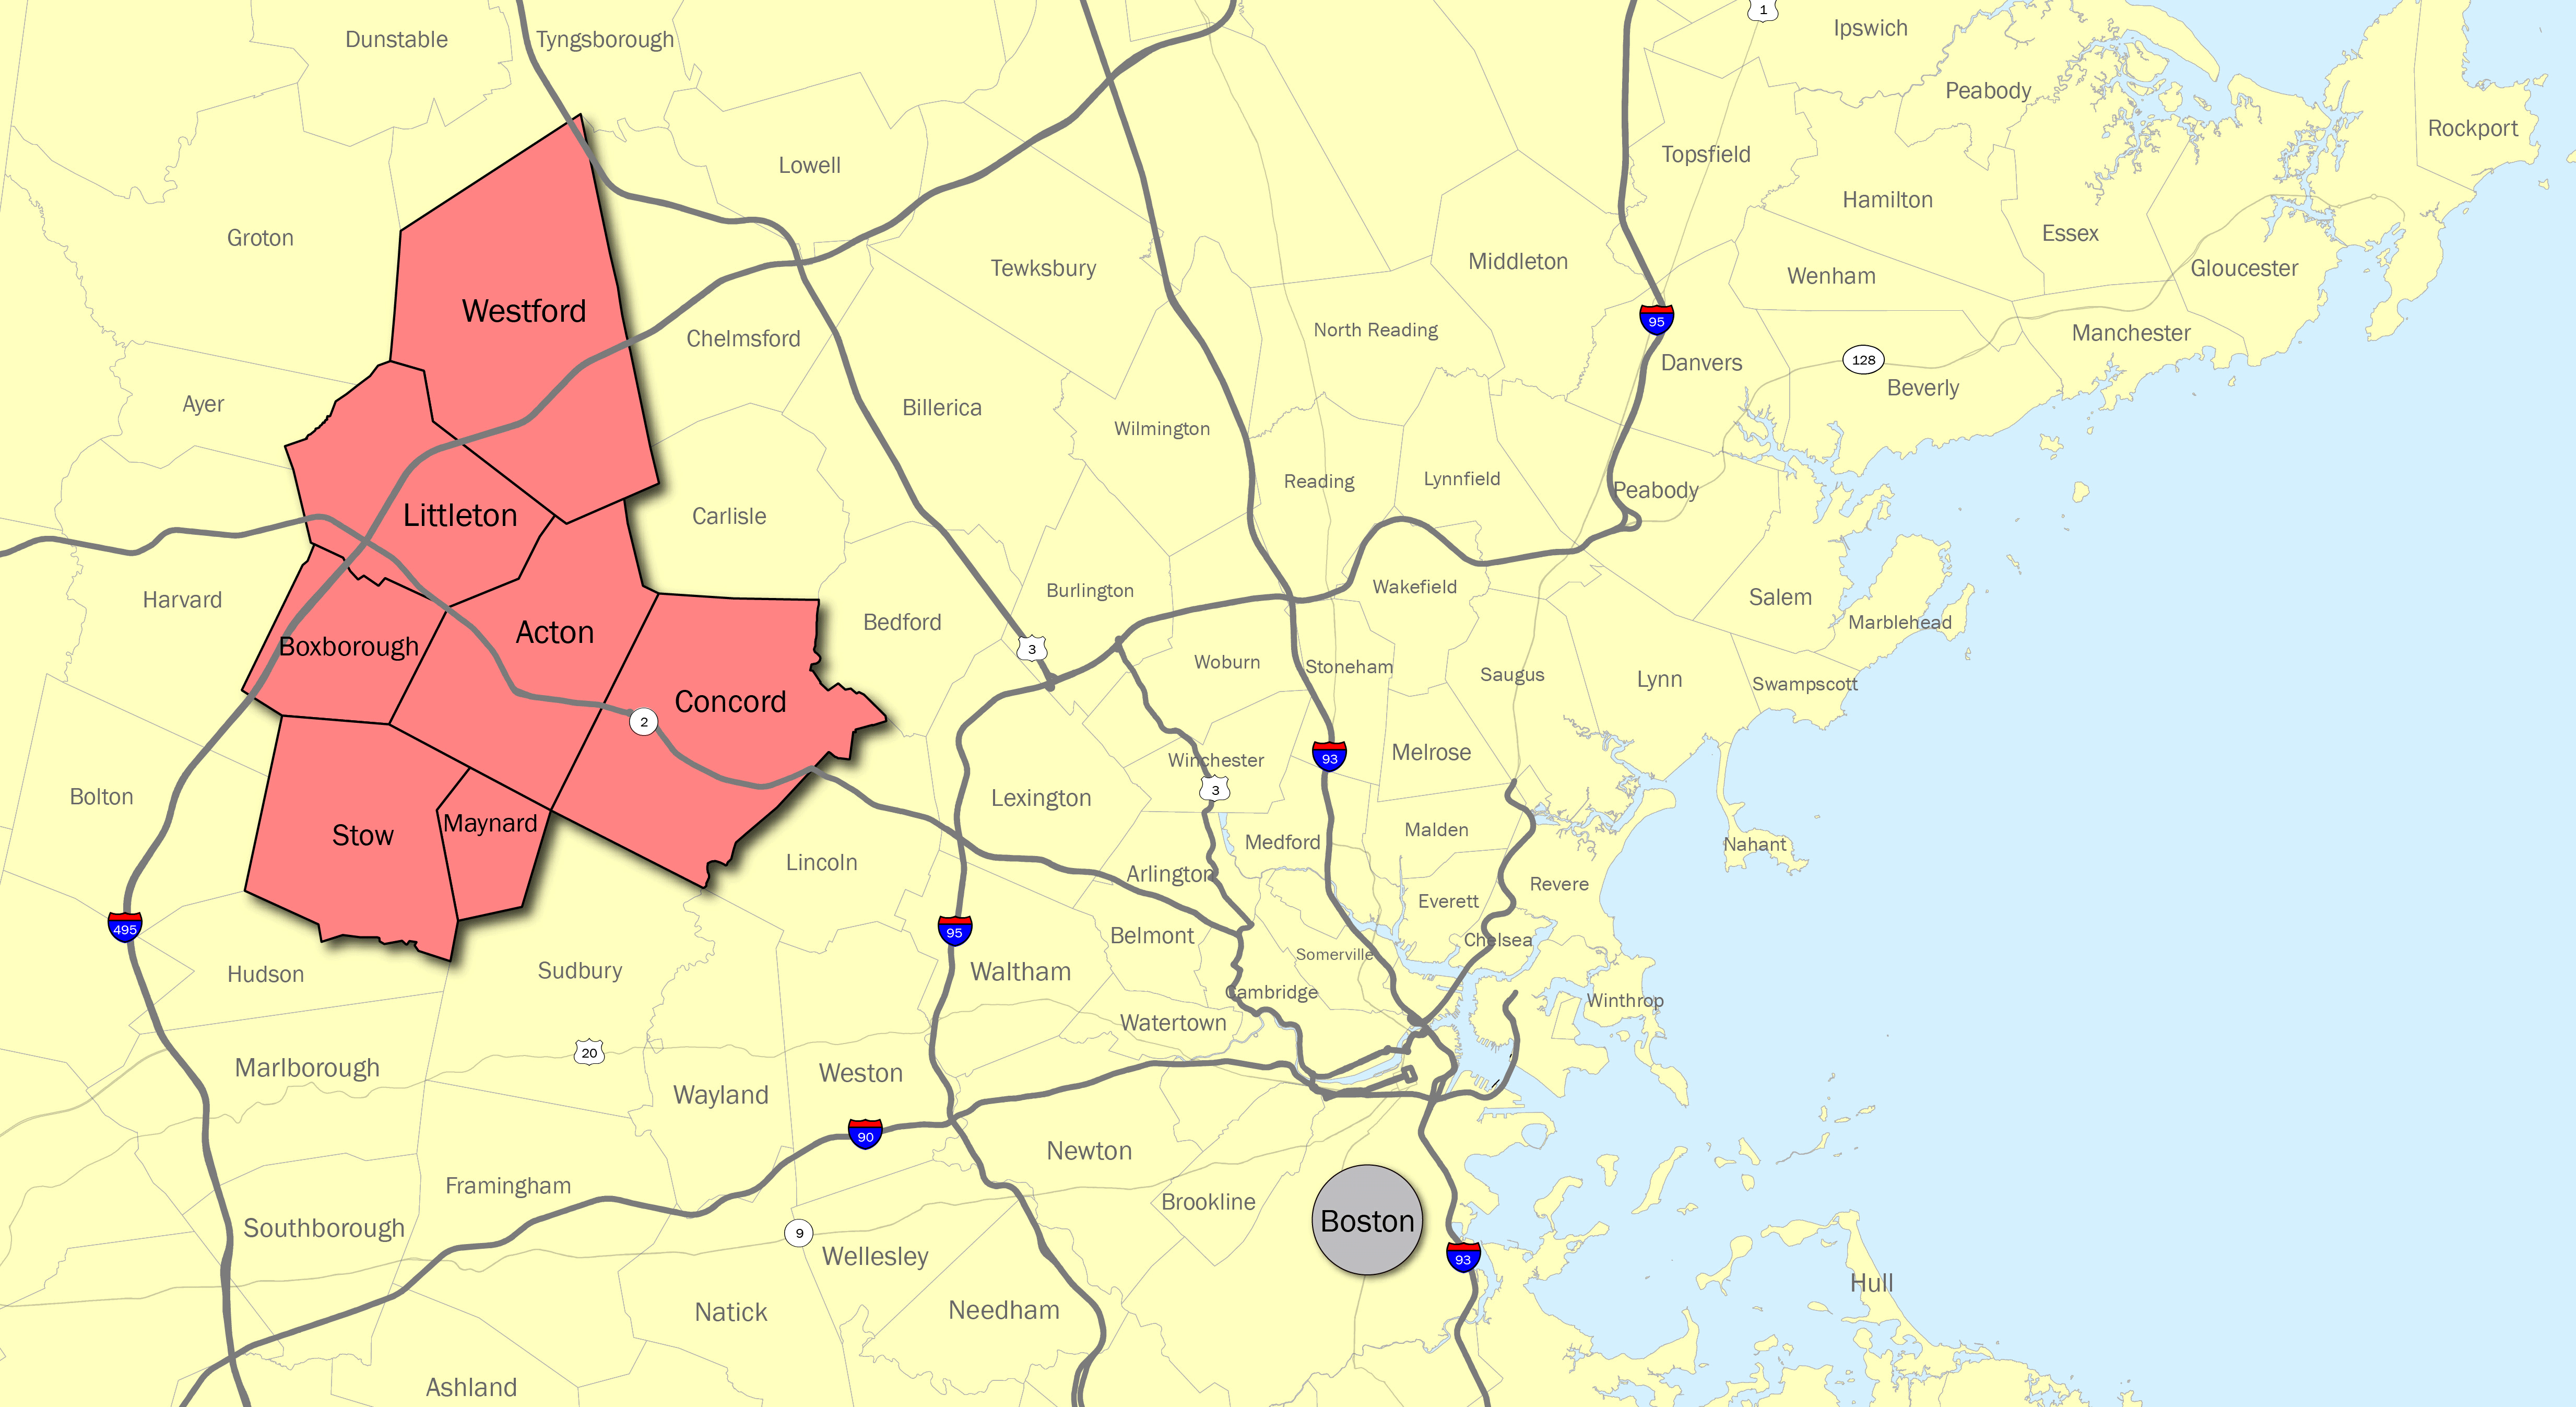 1
Ipswich
Dunstable
Tyngsborough
Peabody
Rockport
Topsfield
Lowell
Hamilton
Essex
Groton
Middleton
Tewksbury
Gloucester
Wenham
Westford
95
North Reading
Manchester
Chelmsford
128
Danvers
Beverly
Ayer
Billerica
Wilmington
Lynnfield
Reading
Peabody
Littleton
Carlisle
Wakefield
Burlington
Salem
Harvard
Bedford
Marblehead
Acton
Boxborough
3
Woburn
Stoneham
Saugus
Lynn
Swampscott
Concord
2
Melrose
93
Winchester
3
Bolton
Lexington
Maynard
Malden
Stow
Medford
Nahant
Lincoln
Arlington
Revere
Everett
495
95
Belmont
Chelsea
Somerville
Sudbury
Waltham
Hudson
Cambridge
Winthrop
Watertown
20
Marlborough
Weston
Wayland
90
Newton
Framingham
Brookline
Boston
Southborough
9
Wellesley
93
Hull
Needham
Natick
Ashland